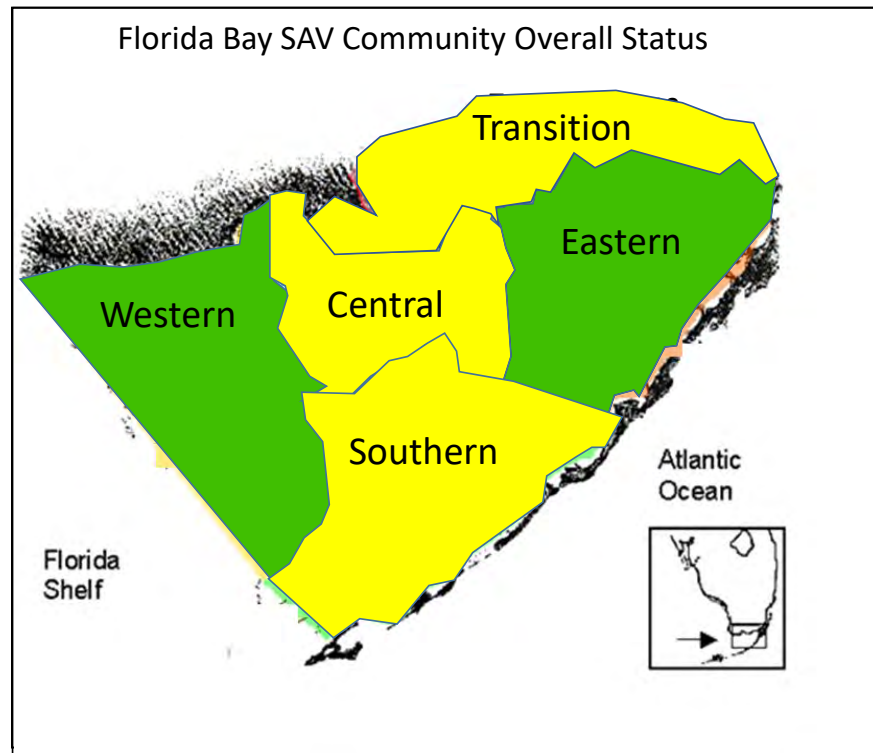 Florida Bay SAV Community Overall Status
Transition
Eastern
Western
Central
Southern
Atlantic
Ocean
Florida
Shelf